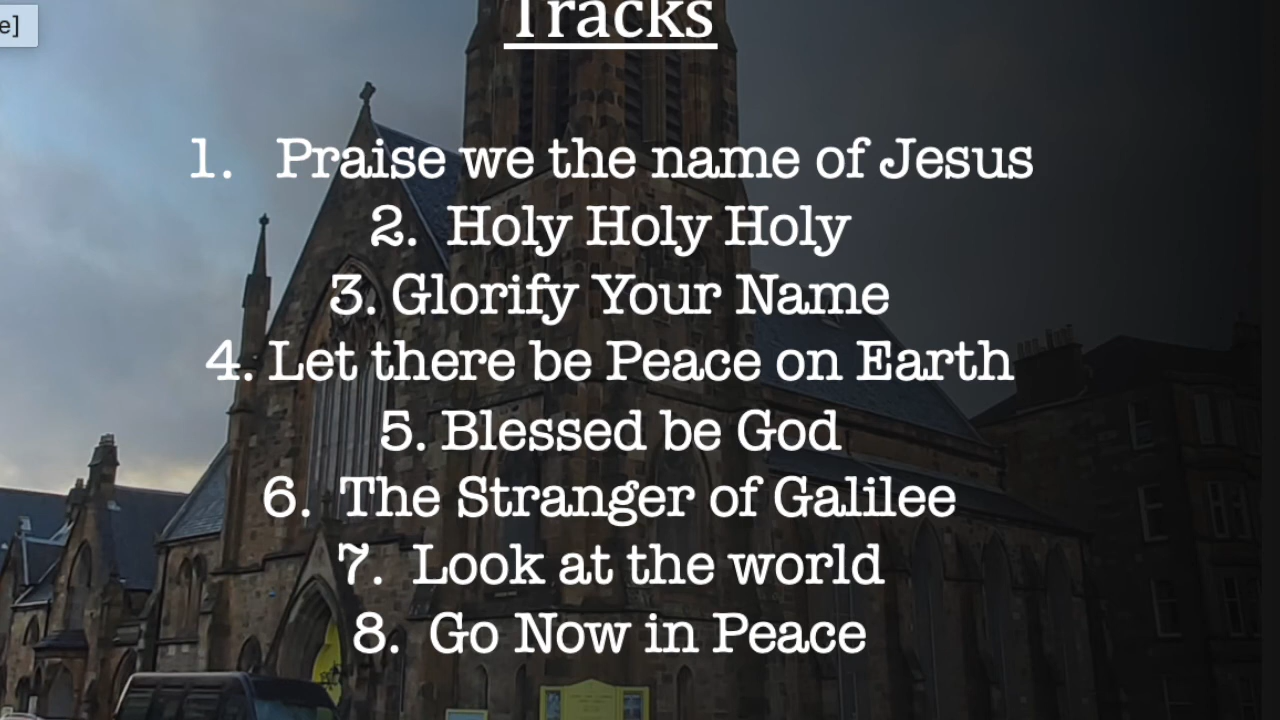 e]
Tracks
1. Praise we the name of Jesus
2. Holy Holy Holy
3. Glorify Your Name
4. Let there be Peace on Earth
5. Blessed be God
6. The Stranger of Galilee
7. Look at the world
8. Go Now in Peace